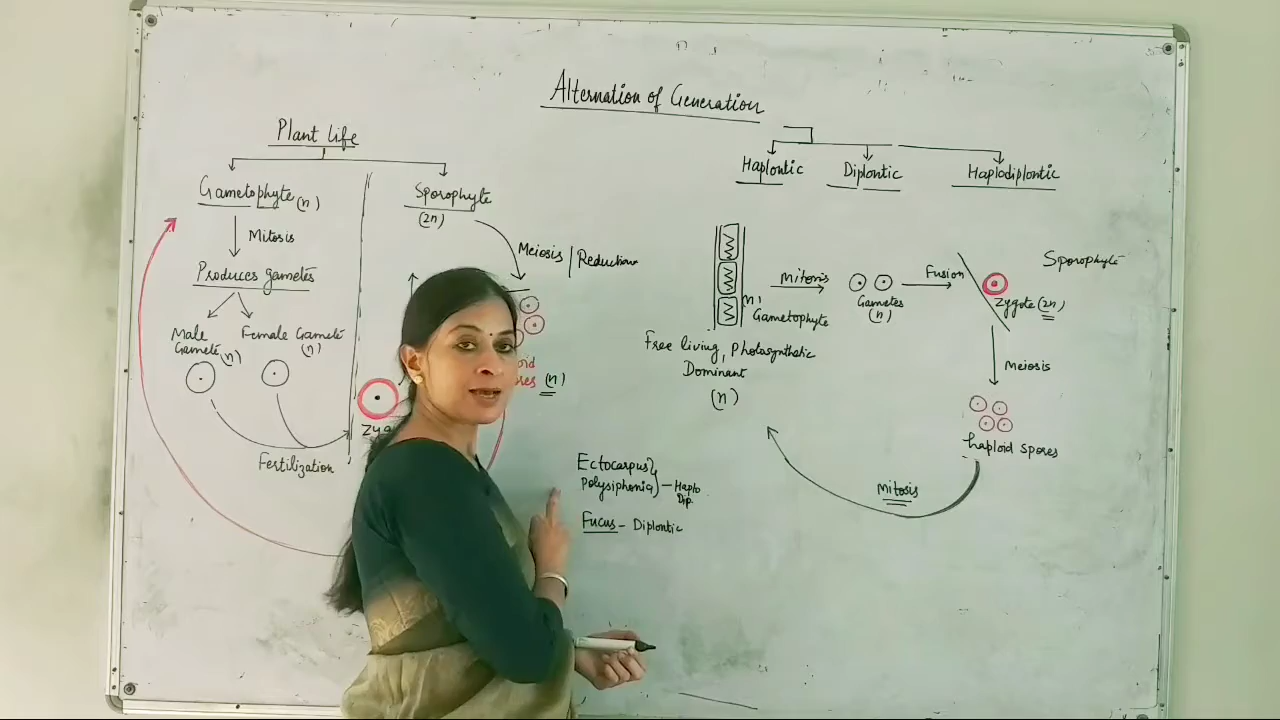 Alternation of Generation
Plant life
Gametophyte (n)
Sporophyte
(2n)
Mitosis
Produces gametes
Male
Gamete (n)
Female Gamete
(n)
Fertilization
Meiosis | Reduction
(n)
Haplontic
Diplontic
Haplodiplontic
Gametophyte
Free living, Photosynthetic
Dominant
(n)
Mitosis
Gametes
(n)
Fusion
Sporophyte
Zygote (2n)
Meiosis
haploid spores
Mitosis
Ectocarpus
Polysiphonia - Haplo
Dip.
Fucus - Diplontic